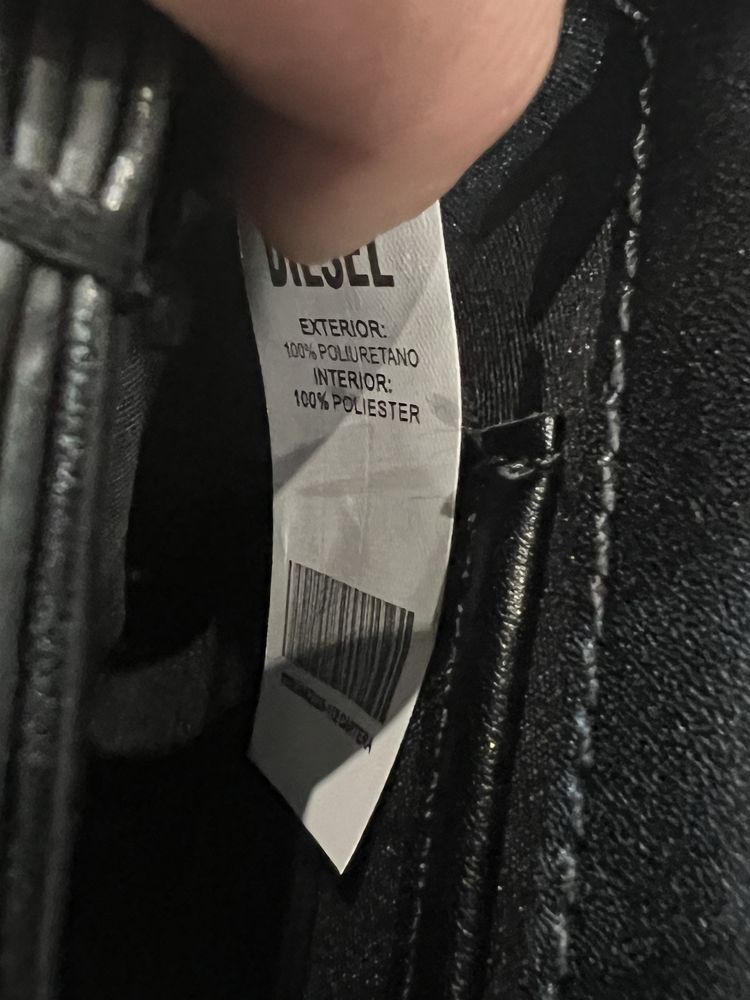 DIESEL
EXTERIOR:
100% POLIURETANO
INTERIOR:
100% POLIESTER